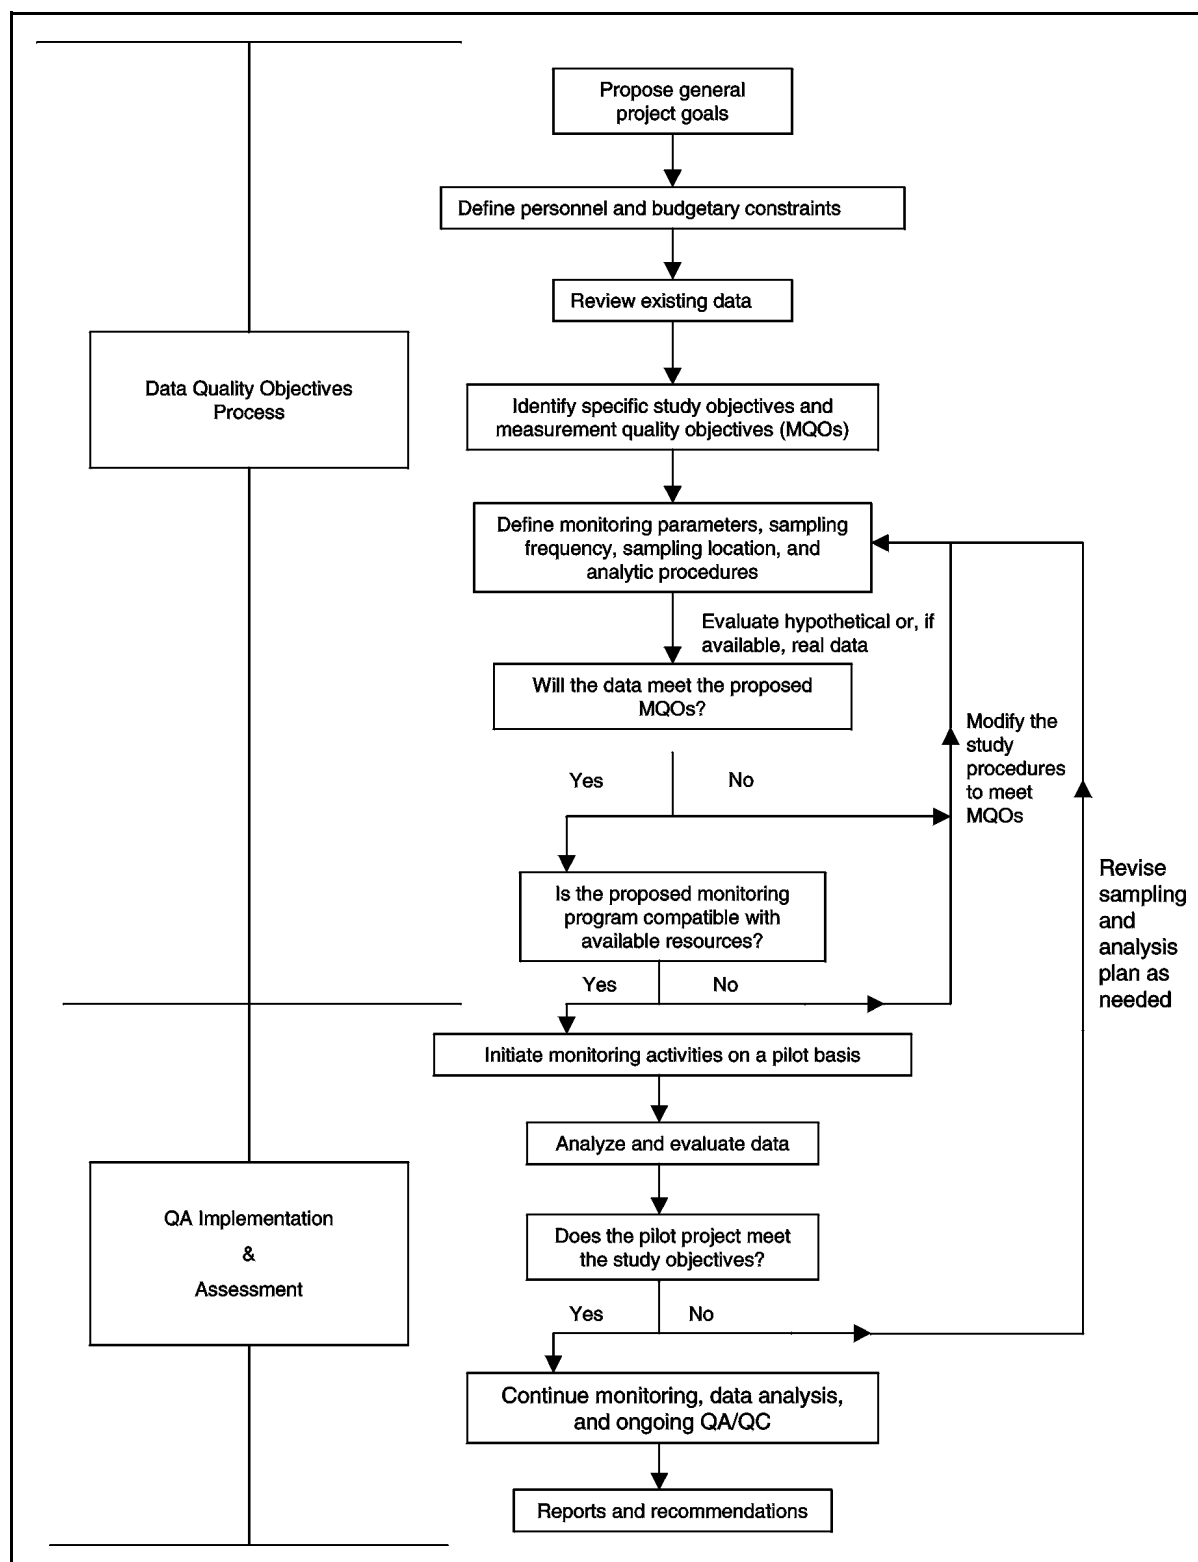 Propose general
project goals
Define personnel and budgetary constraints
Review existing data
Data Quality Objectives
Process
Identify specific study objectives and
measurement quality objectives (MQOs)
Define monitoring parameters, sampling
frequency, sampling location, and
analytic procedures
Evaluate hypothetical or, if
available, real data
Will the data meet the proposed
MQOs?
Modify the
study
procedures
to meet
MQOs
Yes
No
Is the proposed monitoring
program compatible with
available resources?
Revise
sampling
and
analysis
plan as
needed
Yes
No
Initiate monitoring activities on a pilot basis
Analyze and evaluate data
QA Implementation
&
Assessment
Does the pilot project meet
the study objectives?
Yes
No
Continue monitoring, data analysis,
and ongoing QA/QC
Reports and recommendations